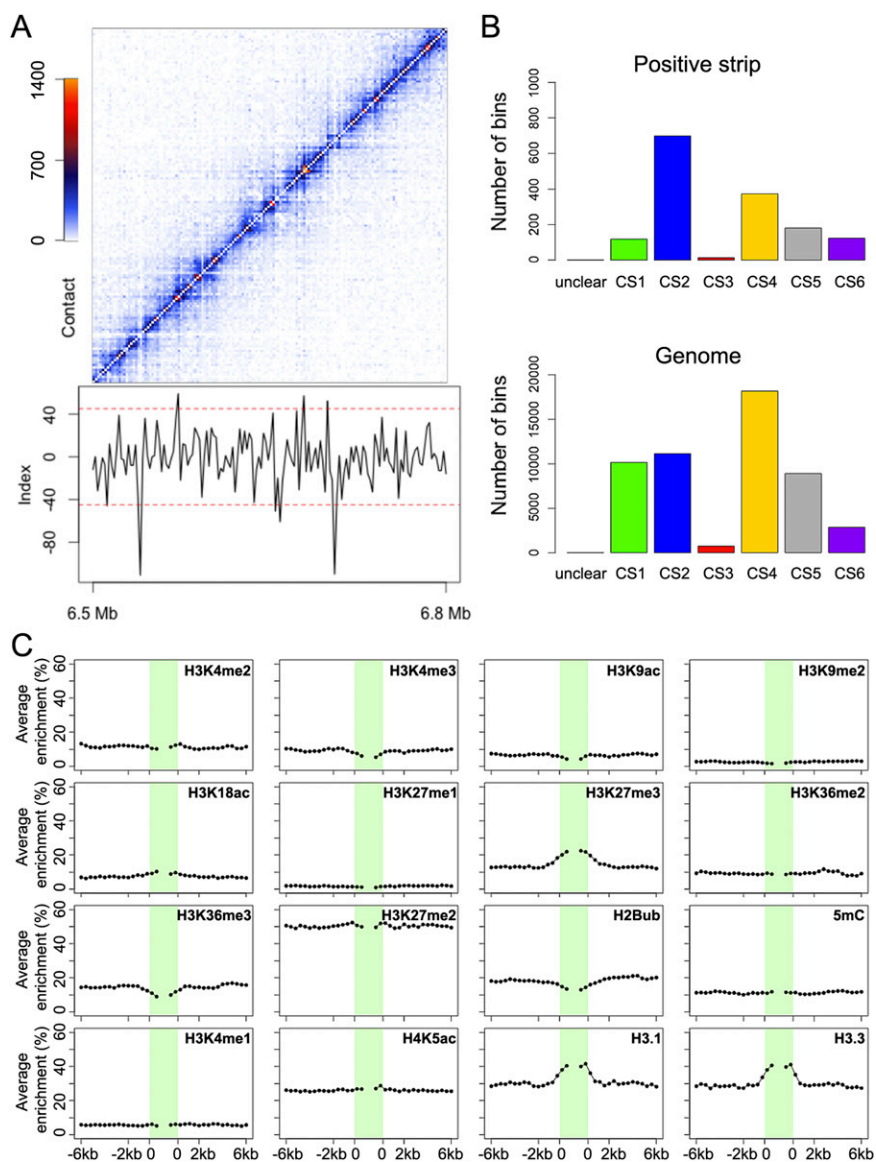 A
B
1400
700
0
Contact
Index
40
0
-40
-80
6.5 Mb
6.8 Mb
Positive strip
Number of bins
1000
800
600
400
200
0
unclear
CS1
CS2
CS3
CS4
CS5
CS6
Genome
Number of bins
20000
15000
10000
5000
0
unclear
CS1
CS2
CS3
CS4
CS5
CS6
C
Average
enrichment (%)
60
40
20
0
H3K4me2
H3K4me3
H3K9ac
H3K9me2
Average
enrichment (%)
60
40
20
0
H3K18ac
H3K27me1
H3K27me3
H3K36me2
Average
enrichment (%)
60
40
20
0
H3K36me3
H3K27me2
H2Bub
5mC
Average
enrichment (%)
60
40
20
0
H3K4me1
H4K5ac
H3.1
H3.3
-6kb -2kb 0 0 2kb 6kb
-6kb -2kb 0 0 2kb 6kb
-6kb -2kb 0 0 2kb 6kb
-6kb -2kb 0 0 2kb 6kb